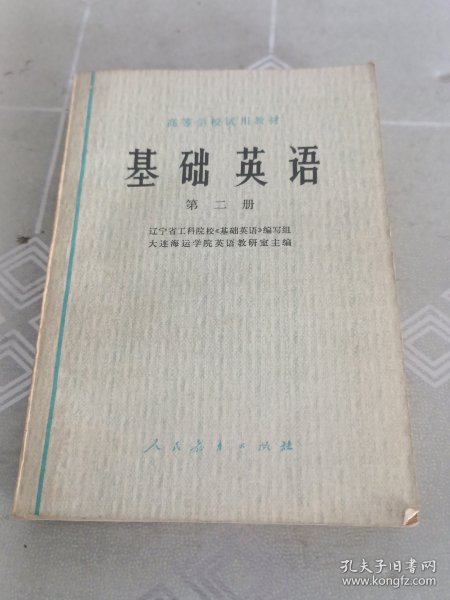 高等学校试用教材
基础英语
第二册
辽宁省工科院校《基础英语》编写组
大连海运学院英语教研室主编
人民教育出版社
孔夫子旧书网
www.kongfz.com